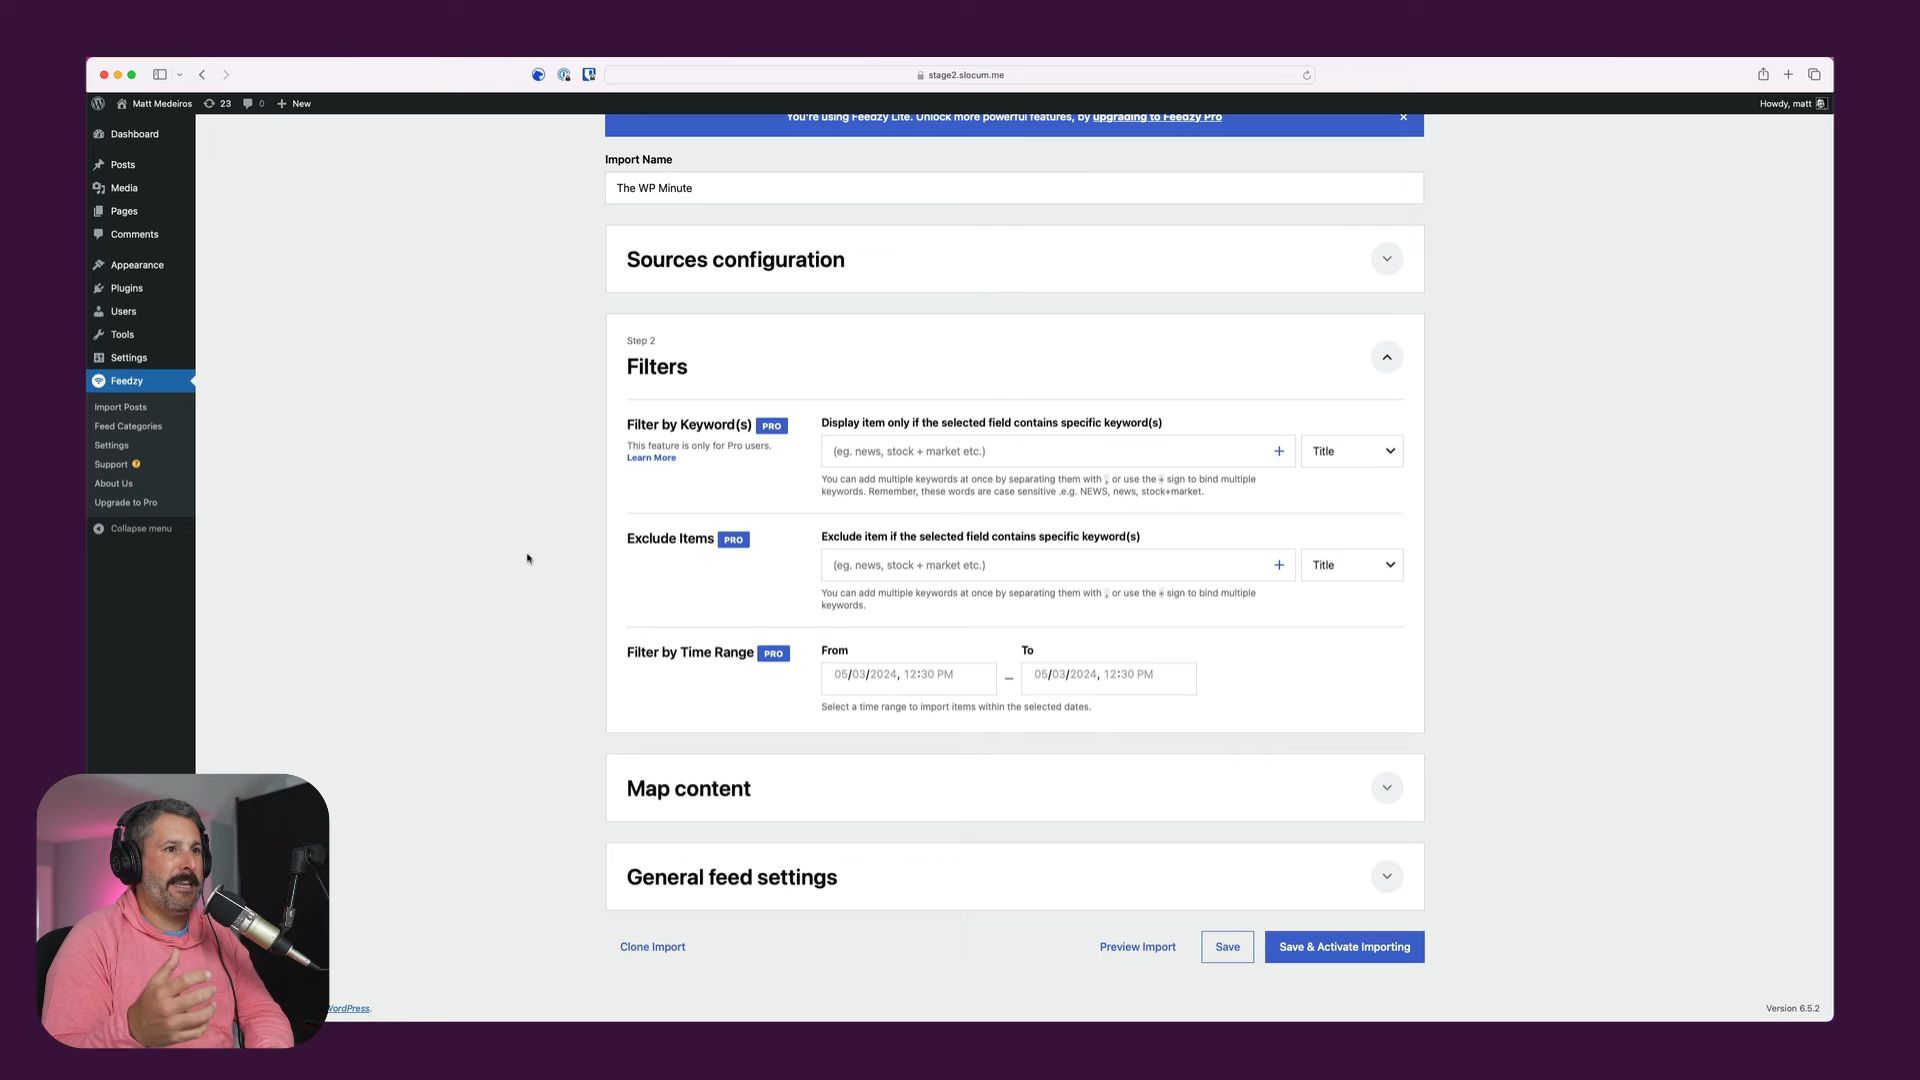 stage2.slocum.me
Matt Medeiros
23
0
New
Howdy, matt
Dashboard
Posts
Media
Pages
Comments
Appearance
Plugins
Users
Tools
Settings
Feedzy
Import Posts
Feed Categories
Settings
Support ?
About Us
Upgrade to Pro
Collapse menu
You're using Feedzy Lite. Unlock more powerful features, by upgrading to Feedzy Pro
Import Name
The WP Minute
Sources configuration
Step 2
Filters
Filter by Keyword(s) PRO
This feature is only for Pro users.
Learn More
Display item only if the selected field contains specific keyword(s)
(eg. news, stock + market etc.)
Title
You can add multiple keywords at once by separating them with , or use the + sign to bind multiple
keywords. Remember, these words are case sensitive .e.g. NEWS, news, stock+market.
Exclude Items PRO
Exclude item if the selected field contains specific keyword(s)
(eg. news, stock + market etc.)
Title
You can add multiple keywords at once by separating them with , or use the + sign to bind multiple
keywords.
Filter by Time Range PRO
From
To
05/03/2024, 12:30 PM
–
05/03/2024, 12:30 PM
Select a time range to import items within the selected dates.
Map content
General feed settings
Clone Import
Preview Import
Save
Save & Activate Importing
WordPress.
Version 6.5.2